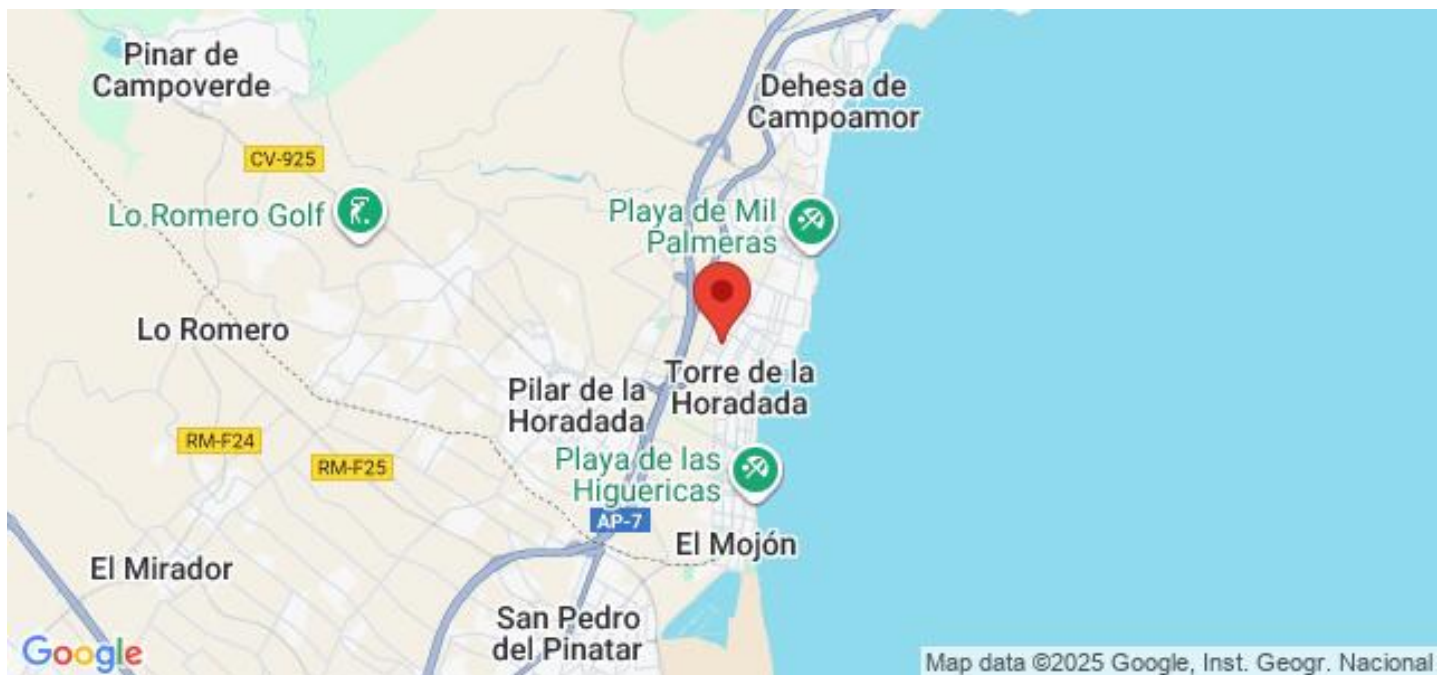 Pinar de
Campoverde
Dehesa de
Campoamor
CV-925
Lo Romero Golf
Playa de Mil
Palmeras
Lo Romero
Torre de la
Horadada
Pilar de la
Horadada
RM-F24
RM-F25
Playa de las
Higuericas
AP-7
El Mojón
El Mirador
San Pedro
del Pinatar
Google
Map data ©2025 Google, Inst. Geogr. Nacional